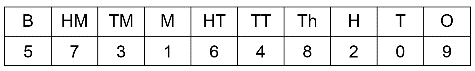 B HM TM M HT TT Th H T O
5 7 3 1 6 4 8 2 0 9